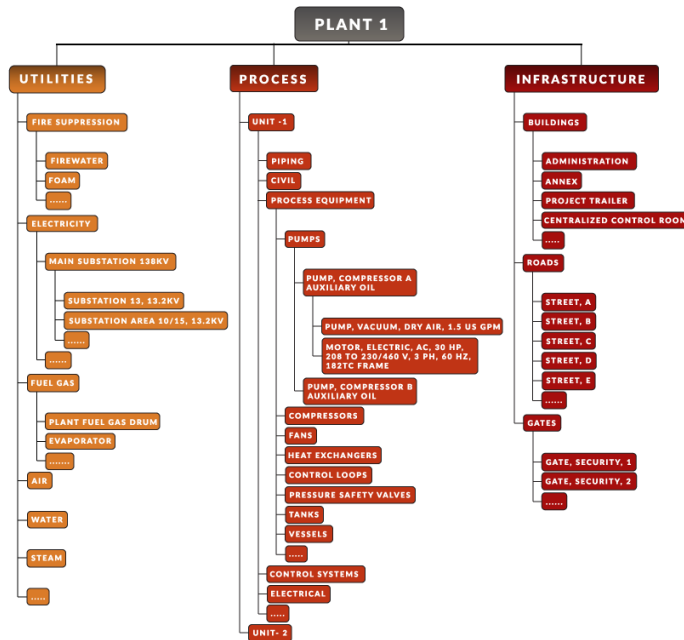 PLANT 1
UTILITIES
FIRE SUPPRESSION
FIREWATER
FOAM
......
ELECTRICITY
MAIN SUBSTATION 138KV
SUBSTATION 13, 13.2KV
SUBSTATION AREA 10/15, 13.2KV
......
......
FUEL GAS
PLANT FUEL GAS DRUM
EVAPORATOR
.......
AIR
WATER
STEAM
.....
PROCESS
UNIT -1
PIPING
CIVIL
PROCESS EQUIPMENT
PUMPS
PUMP, COMPRESSOR A
AUXILIARY OIL
PUMP, VACUUM, DRY AIR, 1.5 US GPM
MOTOR, ELECTRIC, AC, 30 HP,
208 TO 230/460 V, 3 PH, 60 HZ,
182TC FRAME
PUMP, COMPRESSOR B
AUXILIARY OIL
COMPRESSORS
FANS
HEAT EXCHANGERS
CONTROL LOOPS
PRESSURE SAFETY VALVES
TANKS
VESSELS
.....
CONTROL SYSTEMS
ELECTRICAL
.....
UNIT- 2
INFRASTRUCTURE
BUILDINGS
ADMINISTRATION
ANNEX
PROJECT TRAILER
CENTRALIZED CONTROL ROOM
.....
ROADS
STREET, A
STREET, B
STREET, C
STREET, D
STREET, E
......
GATES
GATE, SECURITY, 1
GATE, SECURITY, 2
......